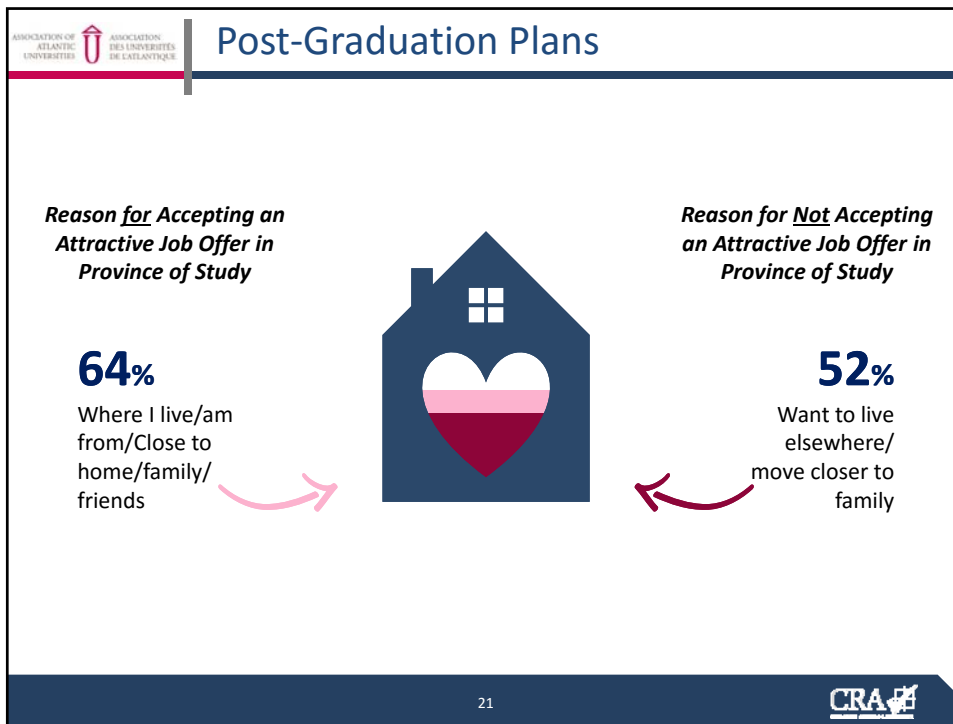 ASSOCIATION OF
ATLANTIC
UNIVERSITIES
ASSOCIATION
DES UNIVERSITÉS
DE L'ATLANTIQUE
Post-Graduation Plans
Reason for Accepting an
Attractive Job Offer in
Province of Study
64%
Where I live/am
from/Close to
home/family/
friends
Reason for Not Accepting
an Attractive Job Offer in
Province of Study
52%
Want to live
elsewhere/
move closer to
family
21
CRA